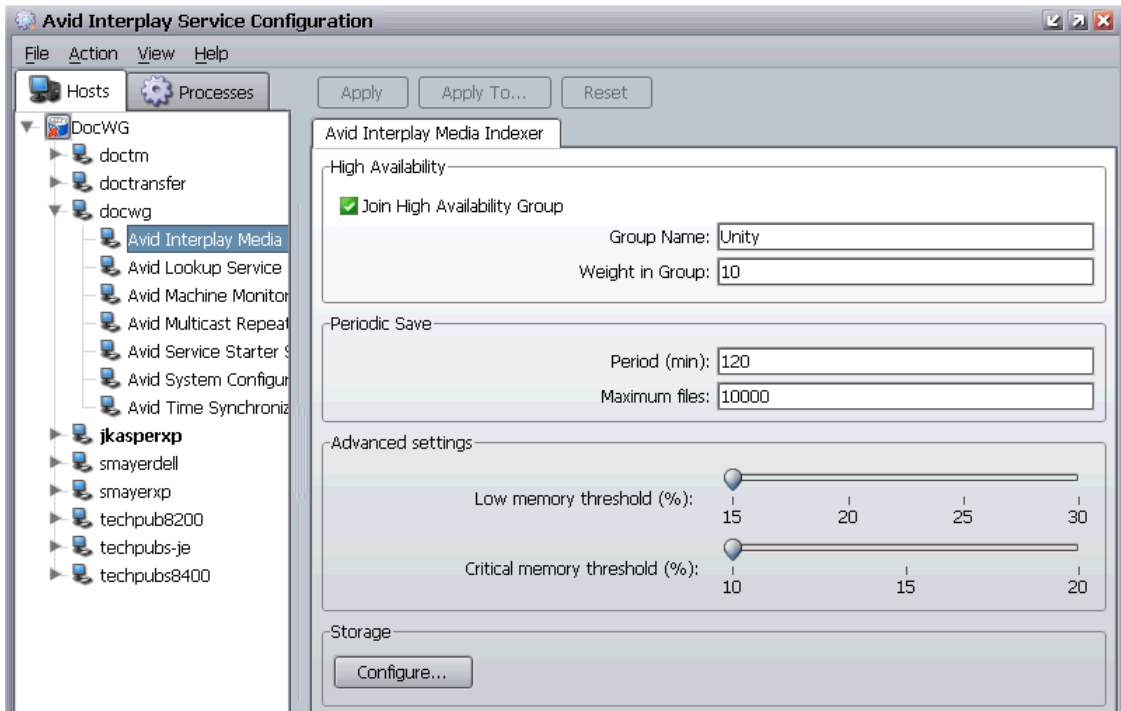 Avid Interplay Service Configuration
File Action View Help
Hosts Processes
Apply Apply To... Reset
DocWG
doctm
doctransfer
docwg
Avid Interplay Media
Avid Lookup Service
Avid Machine Monitor
Avid Multicast Repeat
Avid Service Starter S
Avid System Configur
Avid Time Synchroniz
jkasperxp
smayerdell
smayerxp
techpub8200
techpubs-je
techpubs8400
Avid Interplay Media Indexer
High Availability
Join High Availability Group
Group Name: Unity
Weight in Group: 10
Periodic Save
Period (min): 120
Maximum files: 10000
Advanced settings
Low memory threshold (%):
15 20 25 30
Critical memory threshold (%):
10 15 20
Storage
Configure...